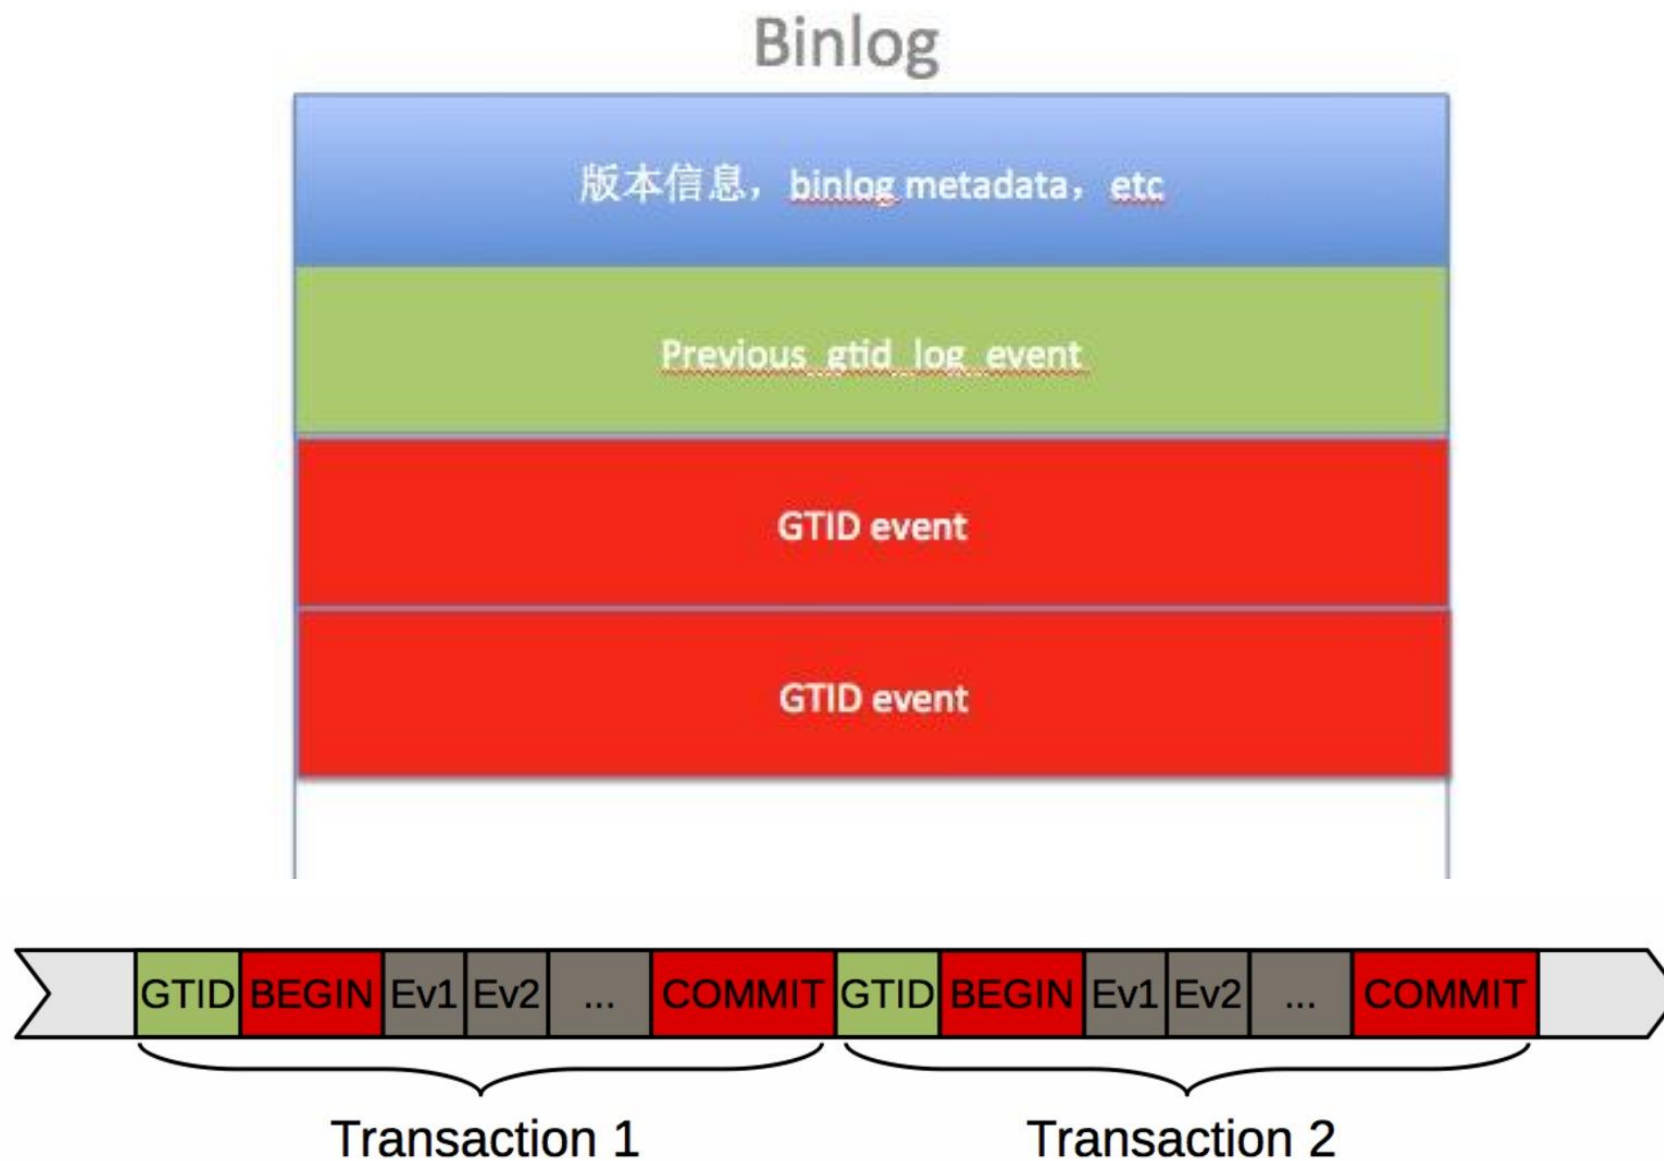 Binlog
版本信息，binlog metadata，etc
Previous_gtid_log_event
GTID event
GTID event
GTID BEGIN Ev1 Ev2 ... COMMIT GTID BEGIN Ev1 Ev2 ... COMMIT
Transaction 1 Transaction 2